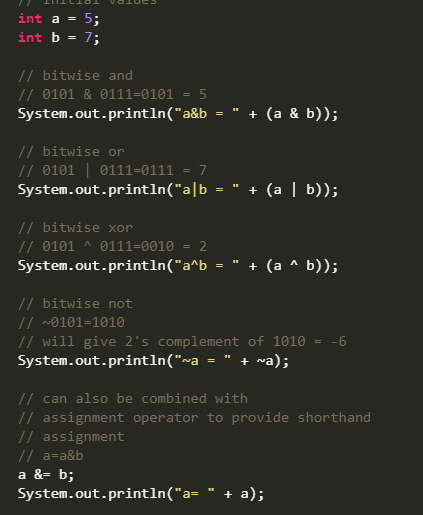 // initial values
int a = 5;
int b = 7;
// bitwise and
// 0101 & 0111=0101 = 5
System.out.println("a&b = " + (a & b));
// bitwise or
// 0101 | 0111=0111 = 7
System.out.println("a|b = " + (a | b));
// bitwise xor
// 0101 ^ 0111=0010 = 2
System.out.println("a^b = " + (a ^ b));
// bitwise not
// ~0101=1010
// will give 2's complement of 1010 = -6
System.out.println("~a = " + ~a);
// can also be combined with
// assignment operator to provide shorthand
// assignment
// a=a&b
a &= b;
System.out.println("a= " + a);